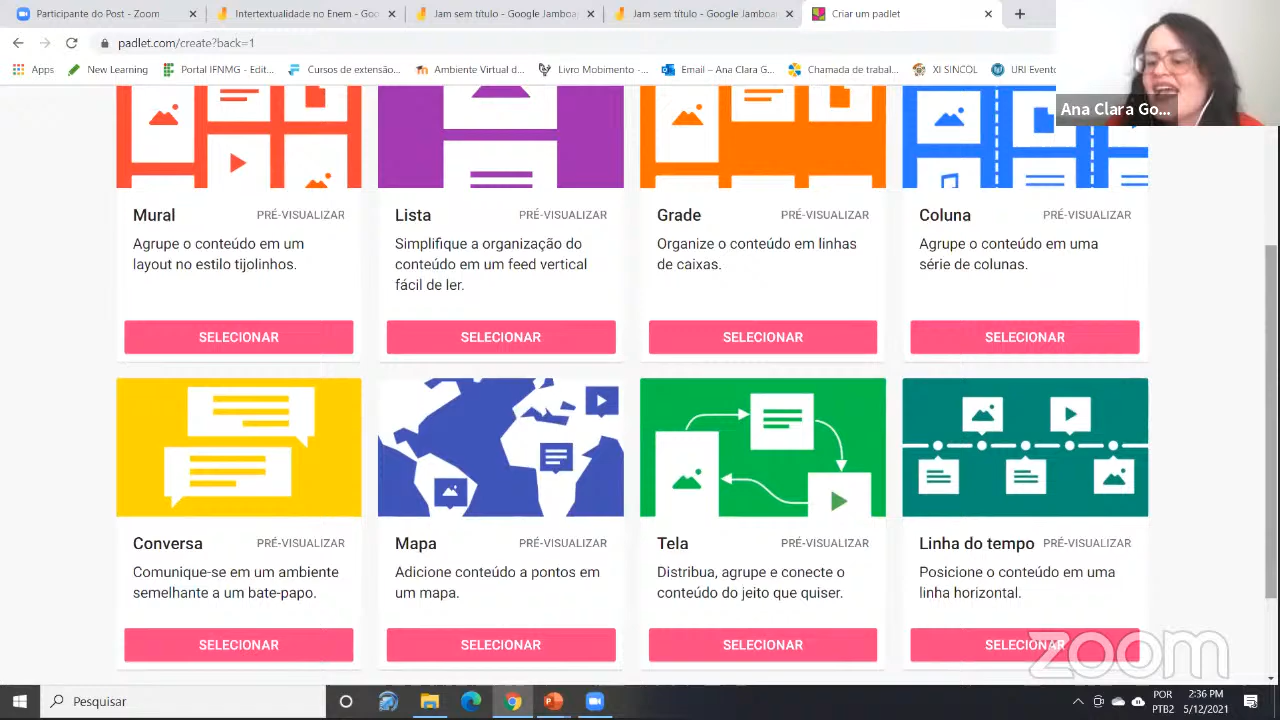 Participante do 5° C
Intertextualidade no Enem - Goo
Jam sem título - Google Jamboar
Jam sem título - Google Jamboar
Criar um padlet
padlet.com/create?back=1
Apps
New Learning
Portal IFNMG - Edit...
Cursos de extensão...
Ambiente Virtual d...
Livro Mobimento -...
Email – Ana Clara G...
Chamada de trabal...
XI SINCOL
URI Evento
Ana Clara Go...
Mural PRÉ-VISUALIZAR
Agrupe o conteúdo em um
layout no estilo tijolinhos.
SELECIONAR
Lista PRÉ-VISUALIZAR
Simplifique a organização do
conteúdo em um feed vertical
fácil de ler.
SELECIONAR
Grade PRÉ-VISUALIZAR
Organize o conteúdo em linhas
de caixas.
SELECIONAR
Coluna PRÉ-VISUALIZAR
Agrupe o conteúdo em uma
série de colunas.
SELECIONAR
Conversa PRÉ-VISUALIZAR
Comunique-se em um ambiente
semelhante a um bate-papo.
SELECIONAR
Mapa PRÉ-VISUALIZAR
Adicione conteúdo a pontos em
um mapa.
SELECIONAR
Tela PRÉ-VISUALIZAR
Distribua, agrupe e conecte o
conteúdo do jeito que quiser.
SELECIONAR
Linha do tempo PRÉ-VISUALIZAR
Posicione o conteúdo em uma
linha horizontal.
SELECIONAR
zoom
Pesquisar
POR
PTB2
2:36 PM
5/12/2021